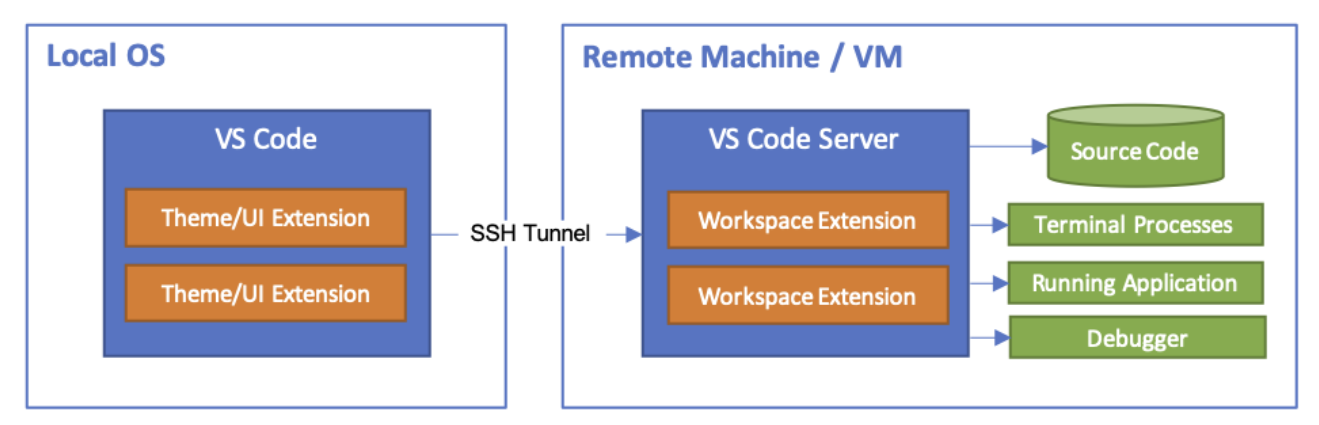 Local OS
VS Code
Theme/UI Extension
Theme/UI Extension
SSH Tunnel
Remote Machine / VM
VS Code Server
Workspace Extension
Workspace Extension
Source Code
Terminal Processes
Running Application
Debugger